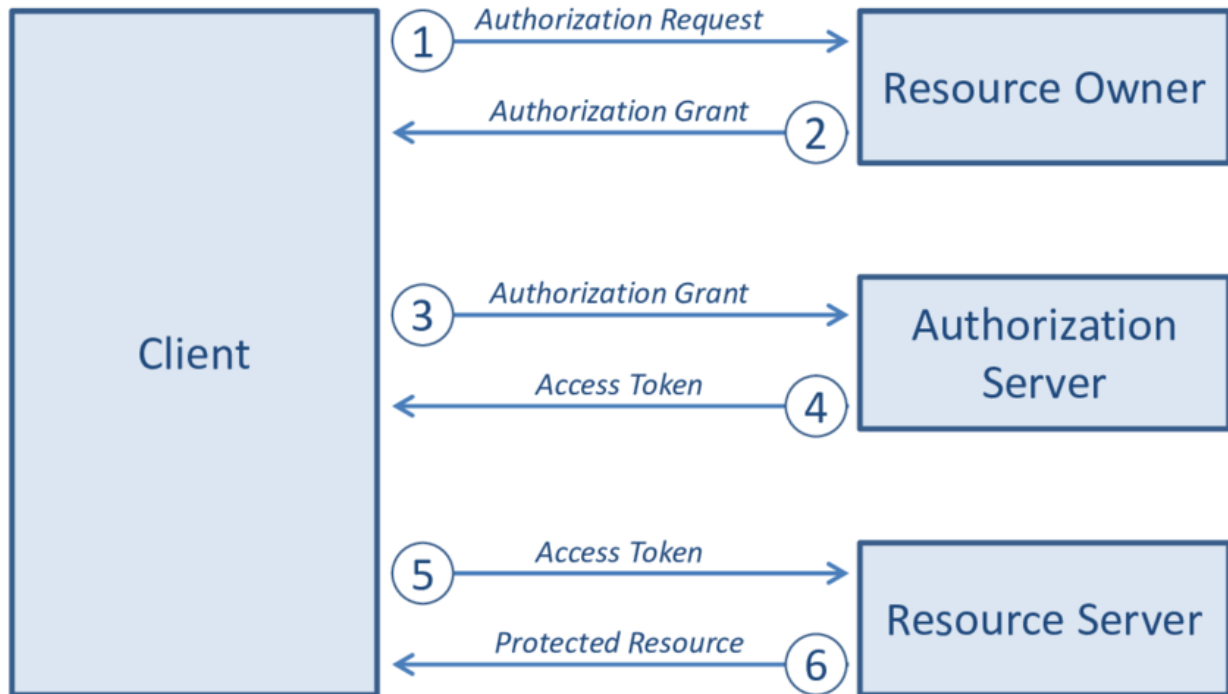 1
Authorization Request
Resource Owner
Authorization Grant
2
Client
3
Authorization Grant
Authorization
Server
Access Token
4
5
Access Token
Resource Server
Protected Resource
6